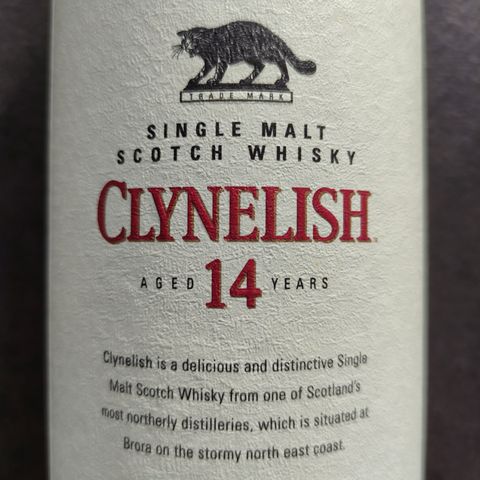 TRADE MARK
SINGLE MALT
SCOTCH WHISKY
CLYNELISH
AGED 14 YEARS
Clynelish is a delicious and distinctive Single
Malt Scotch Whisky from one of Scotland's
most northerly distilleries, which is situated at
Brora on the stormy north east coast.